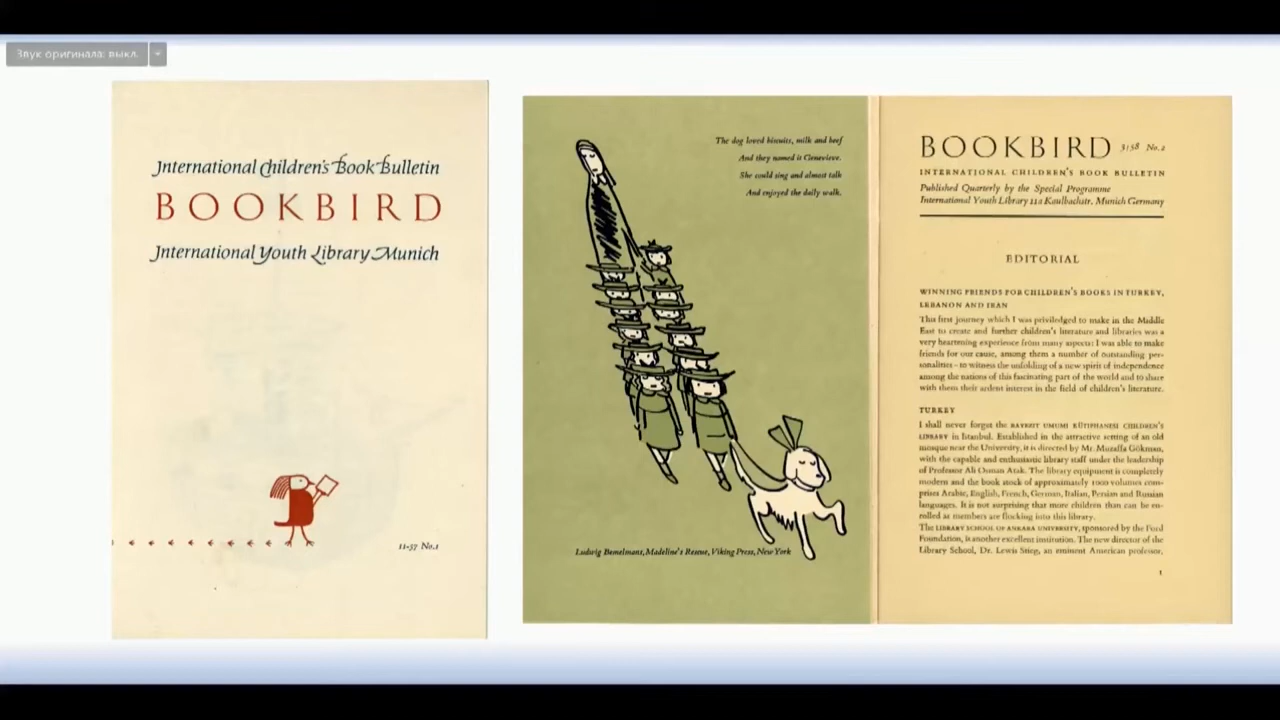 Звук оригинала: выкл.
International Children's Book Bulletin
BOOKBIRD
International Youth Library Munich
11-57 No.1
The dog loved biscuits, milk and beef
And they named it Genevieve.
She could sing and almost talk
And enjoyed the daily walk.
Ludwig Bemelmans, Madeline's Rescue, Viking Press, New York
BOOKBIRD 3:58 No.2
INTERNATIONAL CHILDREN'S BOOK BULLETIN
Published Quarterly by the Special Programme
International Youth Library 11a Kaulbachstr. Munich Germany
EDITORIAL
WINNING FRIENDS FOR CHILDREN'S BOOKS IN TURKEY,
LEBANON AND IRAN
This first journey which I was priviledged to make in the Middle
East to create and further children's literature and libraries was a
very heartening experience from many aspects: I was able to make
friends for our cause, among them a number of outstanding per-
sonalities – to witness the unfolding of a new spirit of independence
among the nations of this fascinating part of the world and to share
with them their ardent interest in the field of children's literature.
TURKEY
I shall never forget the BAYEZIT UMUMI KÜTIPHANESI CHILDREN'S
LIBRARY in Istanbul. Established in the attractive setting of an old
mosque near the University, it is directed by Mr. Muzaffa Gökman,
with the capable and enthusiastic library staff under the leadership
of Professor Ali Osman Atak. The library equipment is completely
modern and the book stock of approximately 1000 volumes com-
prises Arabic, English, French, German, Italian, Persian and Russian
languages. It is not surprising that more children than can be en-
rolled as members are flocking into this library.
The LIBRARY SCHOOL OF ANKARA UNIVERSITY, sponsored by the Ford
Foundation, is another excellent institution. The new director of the
Library School, Dr. Lewis Stieg, an eminent American professor,
1